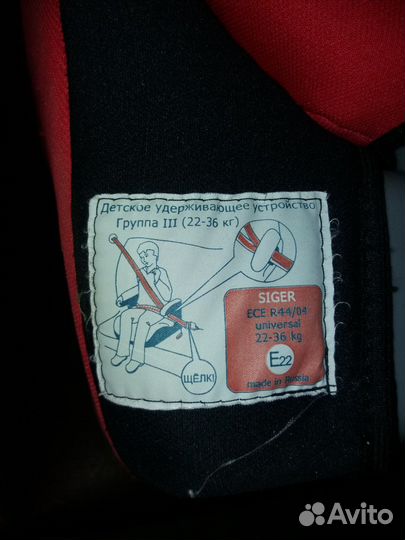 Детское удерживающее устройство
Группа III (22-36 кг)
SIGER
ECE R44/04
universal
22-36 kg
E22
made in Russia
ЩЁЛК!
Avito